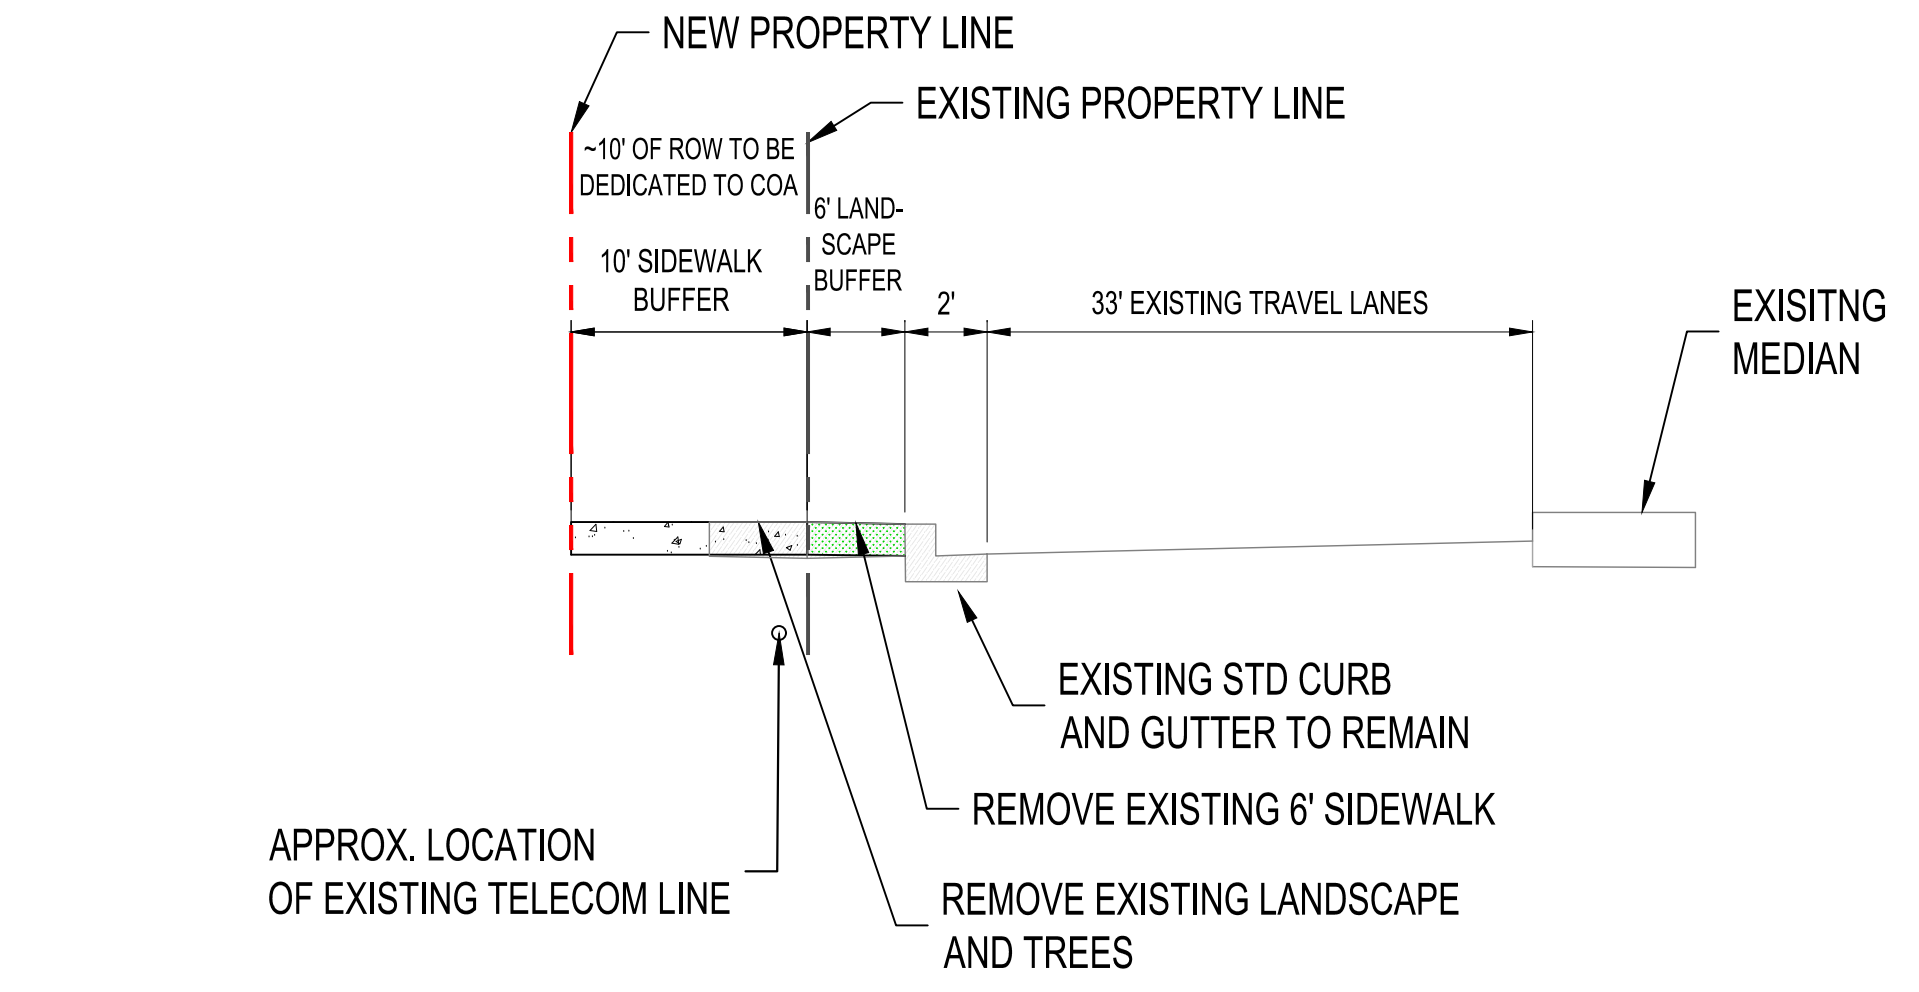 NEW PROPERTY LINE
EXISTING PROPERTY LINE
~10' OF ROW TO BE
DEDICATED TO COA
6' LAND-
SCAPE
BUFFER
10' SIDEWALK
BUFFER
2'
33' EXISTING TRAVEL LANES
EXISITNG
MEDIAN
EXISTING STD CURB
AND GUTTER TO REMAIN
REMOVE EXISTING 6' SIDEWALK
APPROX. LOCATION
OF EXISTING TELECOM LINE
REMOVE EXISTING LANDSCAPE
AND TREES